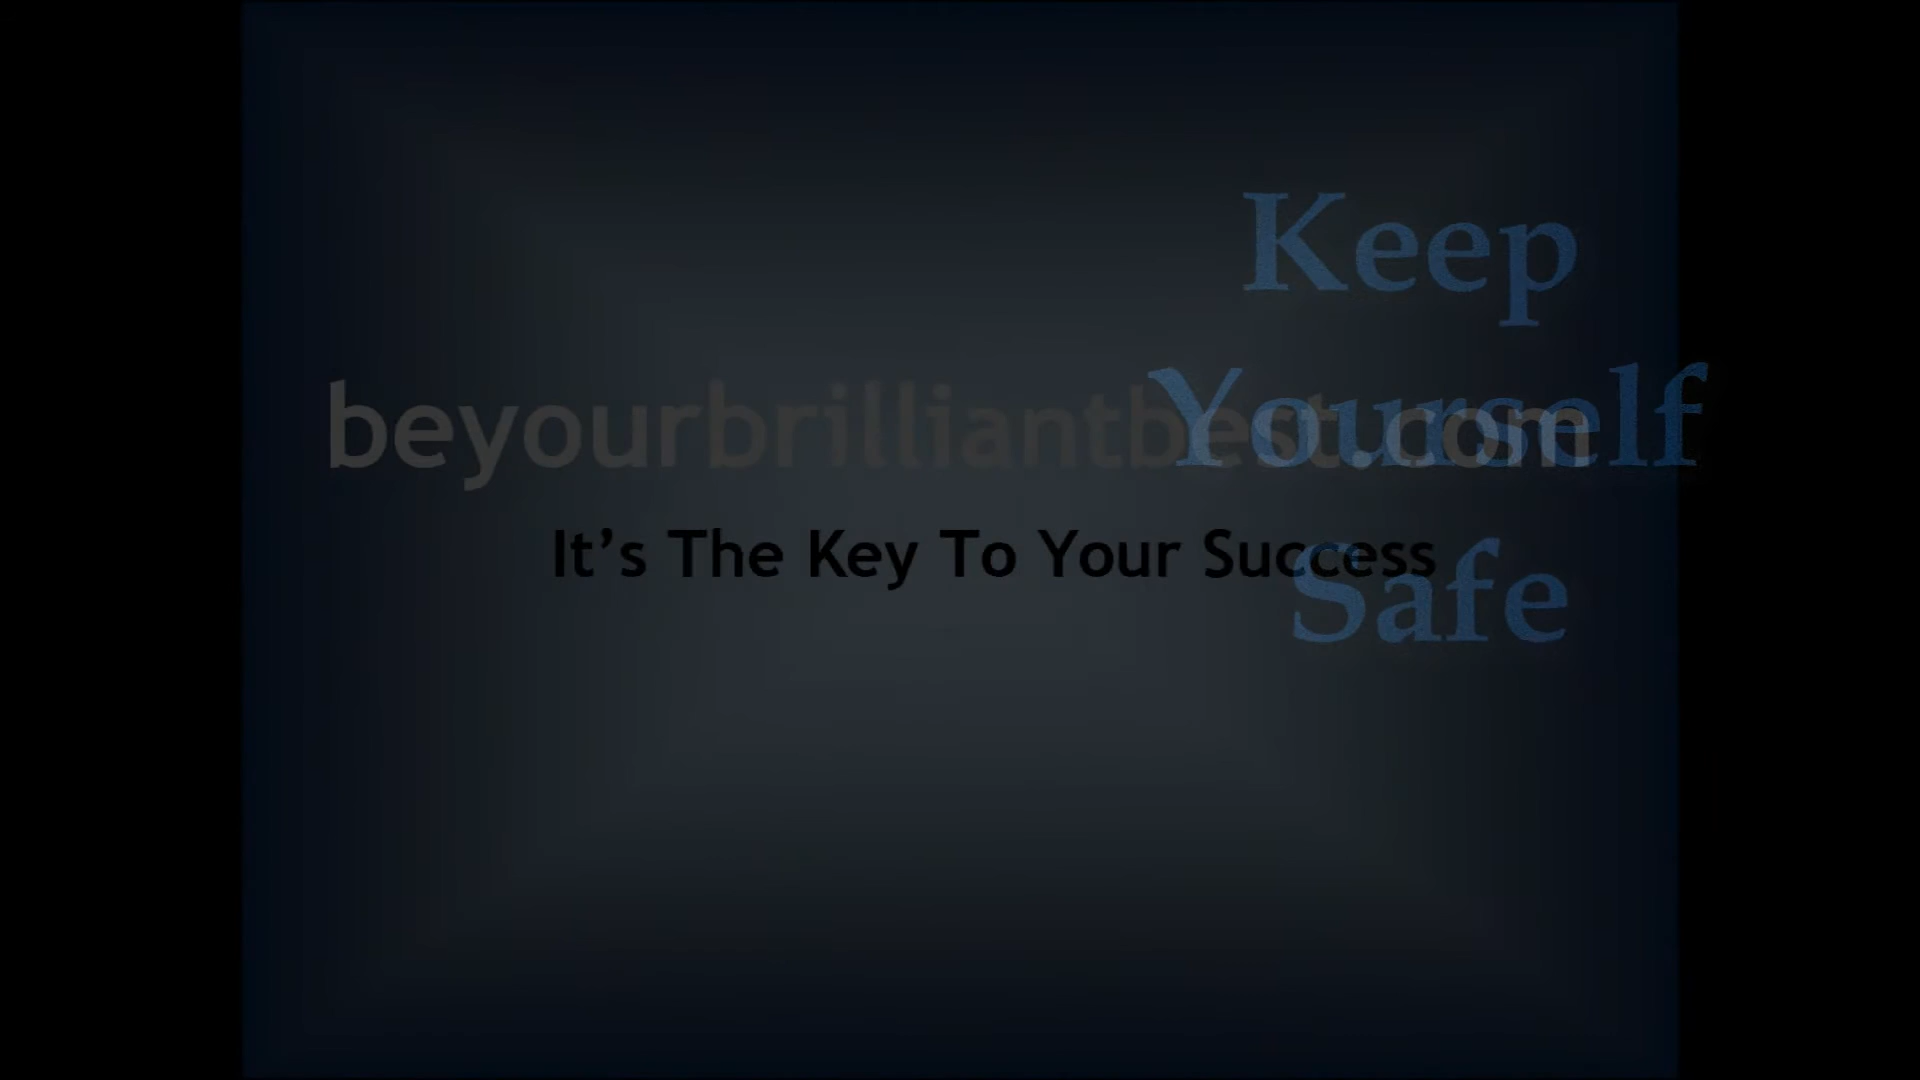 Keep
Yourself
Safe
beyourbrilliantbest.com
It’s The Key To Your Success